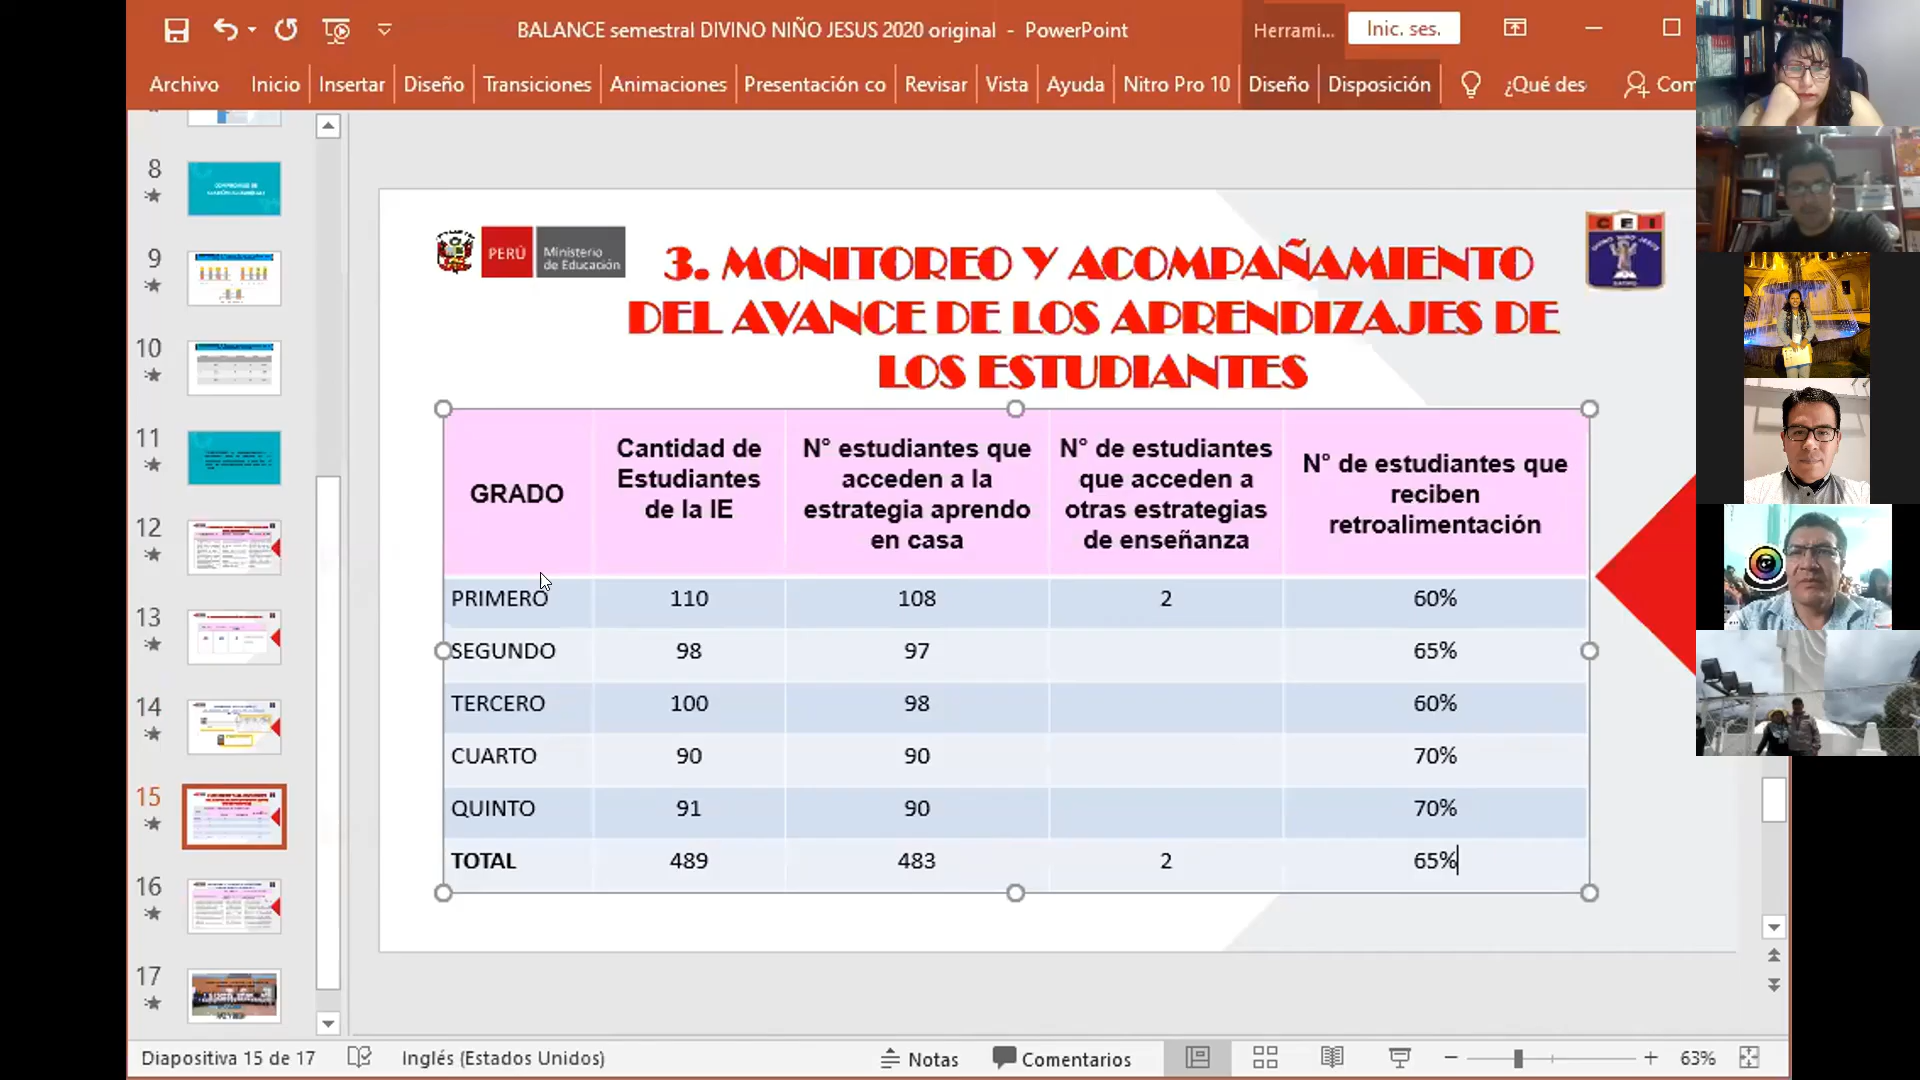 BALANCE semestral DIVINO NIÑO JESUS 2020 original - PowerPoint
Herrami...
Inic. ses.
Archivo
Inicio
Insertar
Diseño
Transiciones
Animaciones
Presentación co
Revisar
Vista
Ayuda
Nitro Pro 10
Diseño
Disposición
¿Qué des
Com
8
9
10
11
12
13
14
15
16
17
PERÚ
Ministerio
de Educación
CEI
DIVINO NIÑO JESUS
3. MONITOREO Y ACOMPAÑAMIENTO
DEL AVANCE DE LOS APRENDIZAJES DE
LOS ESTUDIANTES
GRADO
Cantidad de
Estudiantes
de la IE
N° estudiantes que
acceden a la
estrategia aprendo
en casa
N° de estudiantes
que acceden a
otras estrategias
de enseñanza
N° de estudiantes que
reciben
retroalimentación
PRIMERO 110 108 2 60%
SEGUNDO 98 97 65%
TERCERO 100 98 60%
CUARTO 90 90 70%
QUINTO 91 90 70%
TOTAL 489 483 2 65%
Diapositiva 15 de 17
Inglés (Estados Unidos)
Notas
Comentarios
63%